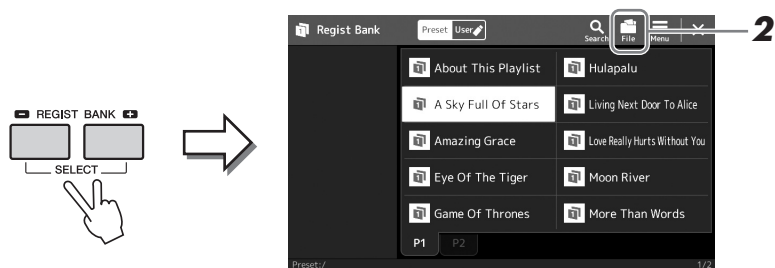 REGIST BANK
SELECT
Regist Bank
Preset User
Search File Menu
2
About This Playlist
Hulapalu
A Sky Full Of Stars
Living Next Door To Alice
Amazing Grace
Love Really Hurts Without You
Eye Of The Tiger
Moon River
Game Of Thrones
More Than Words
P1 P2
Preset:/ 1/2